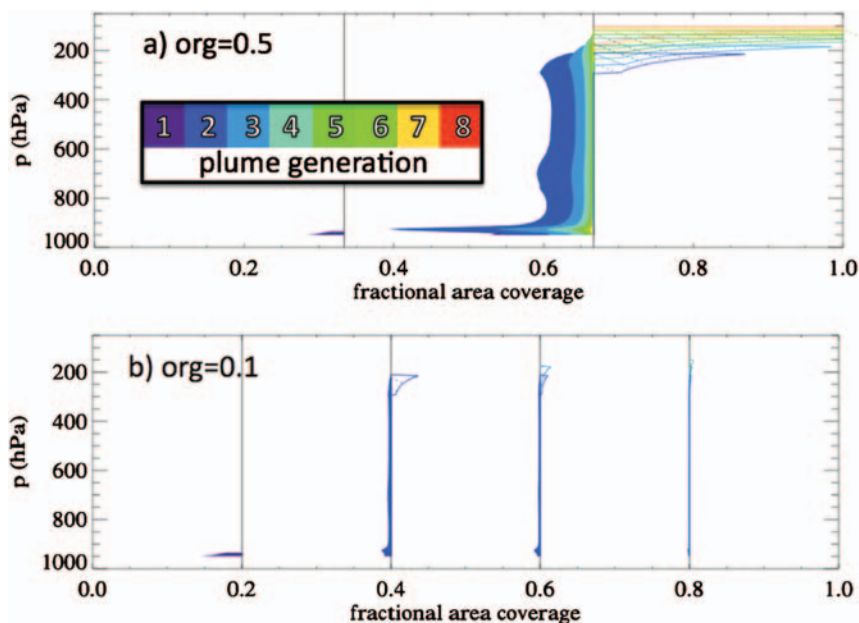 a) org=0.5
200
400
600
800
1000
p (hPa)
1 2 3 4 5 6 7 8
plume generation
0.0 0.2 0.4 0.6 0.8 1.0
fractional area coverage
b) org=0.1
200
400
600
800
1000
p (hPa)
0.0 0.2 0.4 0.6 0.8 1.0
fractional area coverage